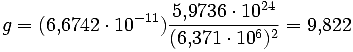 g = (6,6742 · 10⁻¹¹) 5,9736 · 10²⁴ / (6,371 · 10⁶)² = 9,822